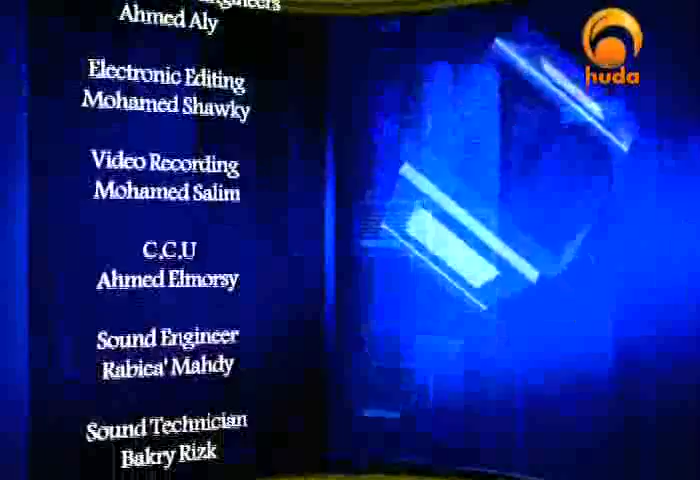 Ahmed Aly
Electronic Editing
Mohamed Shawky
Video Recording
Mohamed Salim
C.C.U
Ahmed Elmorsy
Sound Engineer
Rabica' Mahdy
Sound Technician
Bakry Rizk
huda